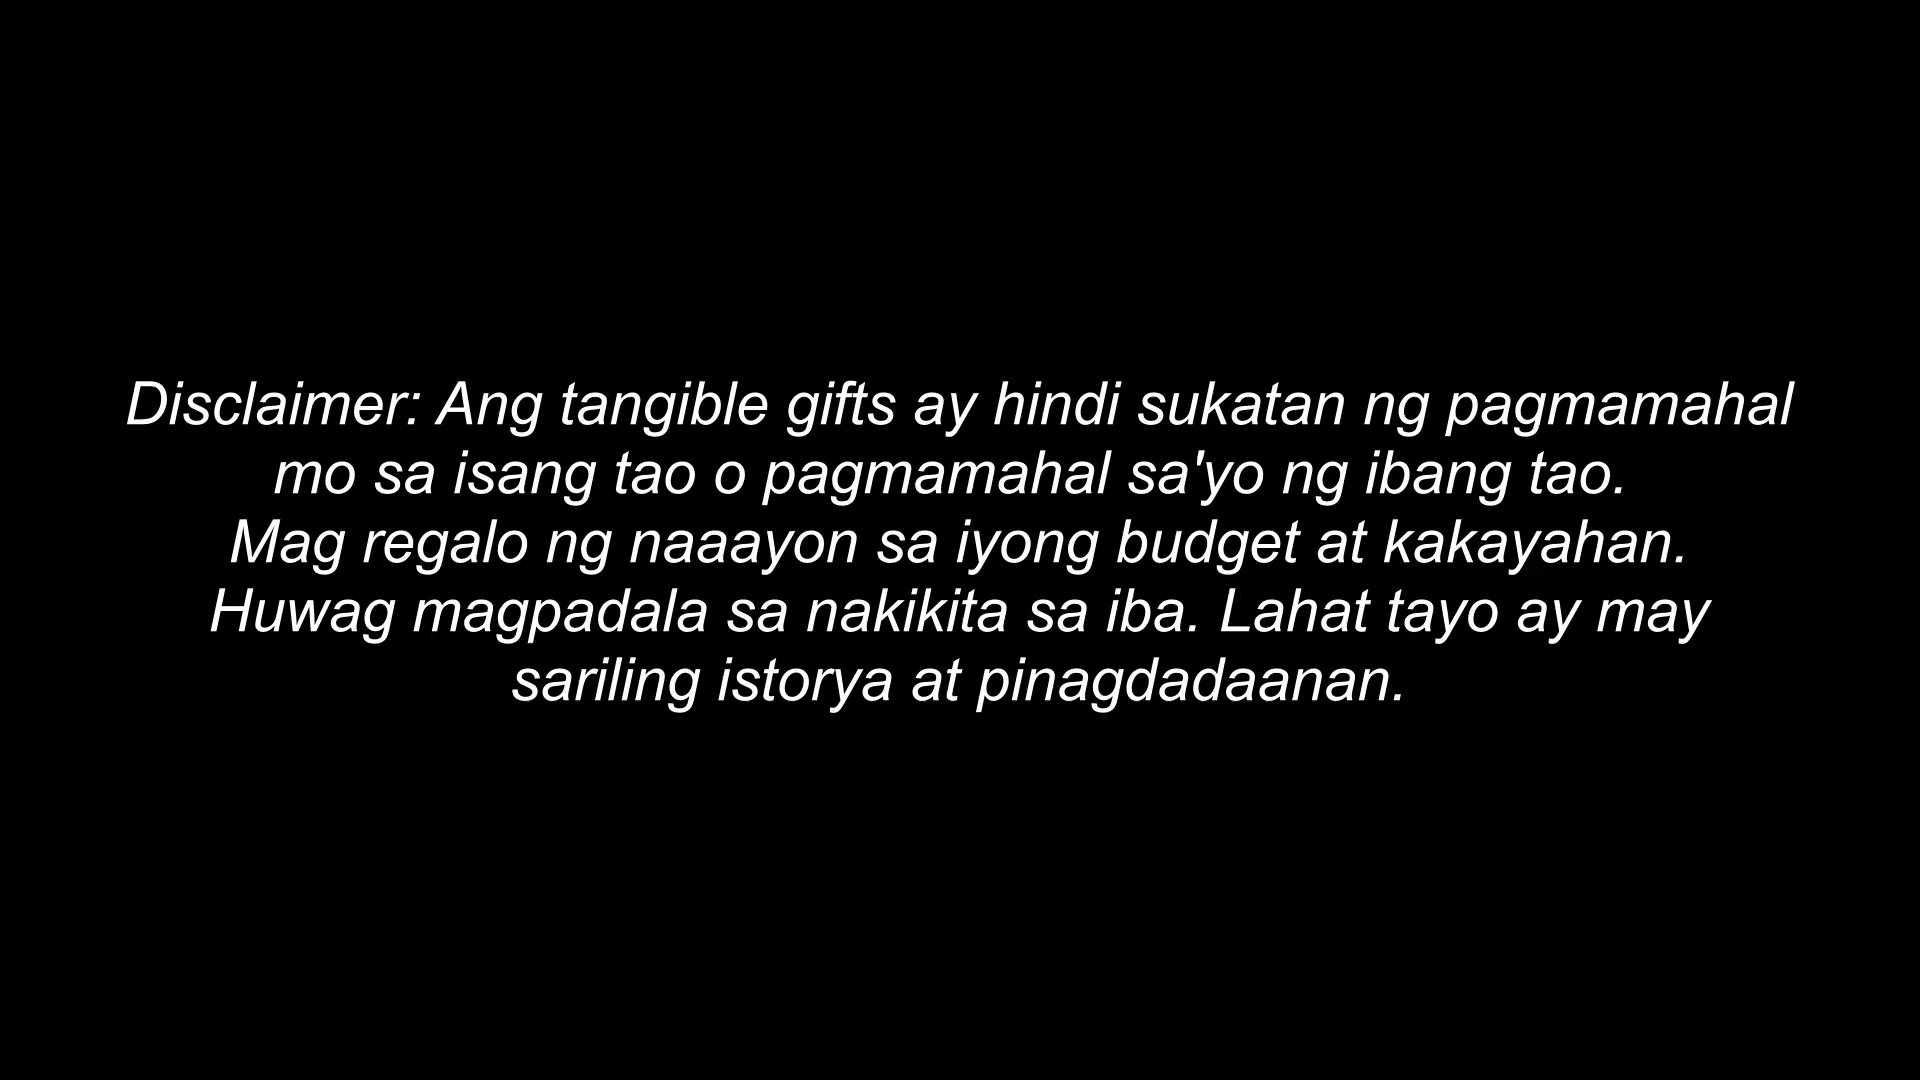 Disclaimer: Ang tangible gifts ay hindi sukatan ng pagmamahal
mo sa isang tao o pagmamahal sa'yo ng ibang tao.
Mag regalo ng naaayon sa iyong budget at kakayahan.
Huwag magpadala sa nakikita sa iba. Lahat tayo ay may
sariling istorya at pinagdadaanan.